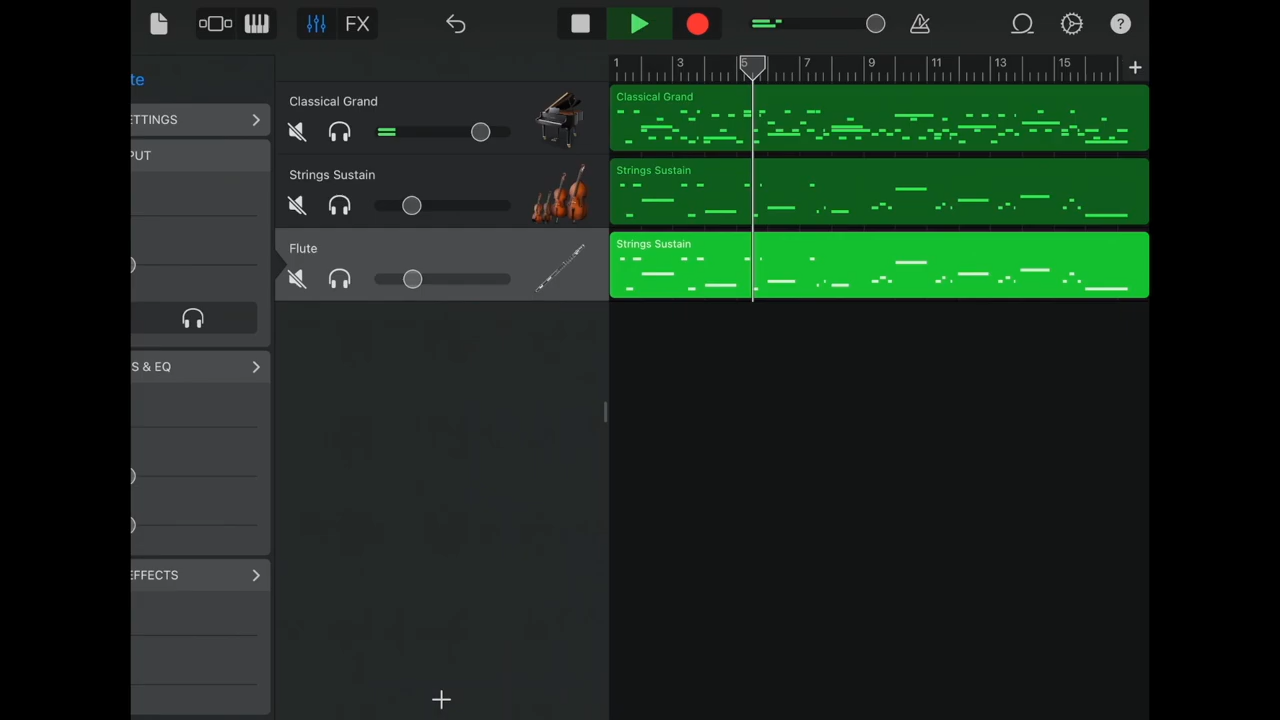 FX
?
te
ETTINGS
PUT
S & EQ
EFFECTS
Classical Grand
Strings Sustain
Flute
1 3 5 7 9 11 13 15 +
Classical Grand
Strings Sustain
Strings Sustain
+